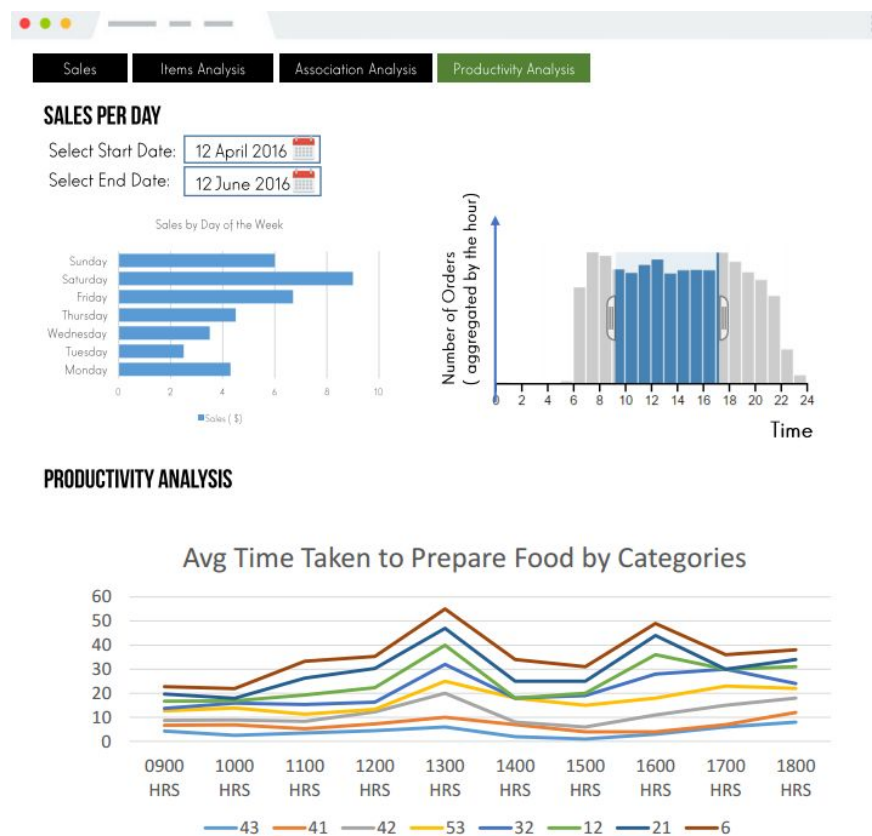 Sales Items Analysis Association Analysis Productivity Analysis
SALES PER DAY
Select Start Date: 12 April 2016
Select End Date: 12 June 2016
Sales by Day of the Week
Sunday
Saturday
Friday
Thursday
Wednesday
Tuesday
Monday
0 2 4 6 8 10
Sales ( $)
Number of Orders
( aggregated by the hour)
0 2 4 6 8 10 12 14 16 18 20 22 24
Time
PRODUCTIVITY ANALYSIS
Avg Time Taken to Prepare Food by Categories
60
50
40
30
20
10
0
0900 1000 1100 1200 1300 1400 1500 1600 1700 1800
HRS HRS HRS HRS HRS HRS HRS HRS HRS HRS
43 41 42 53 32 12 21 6